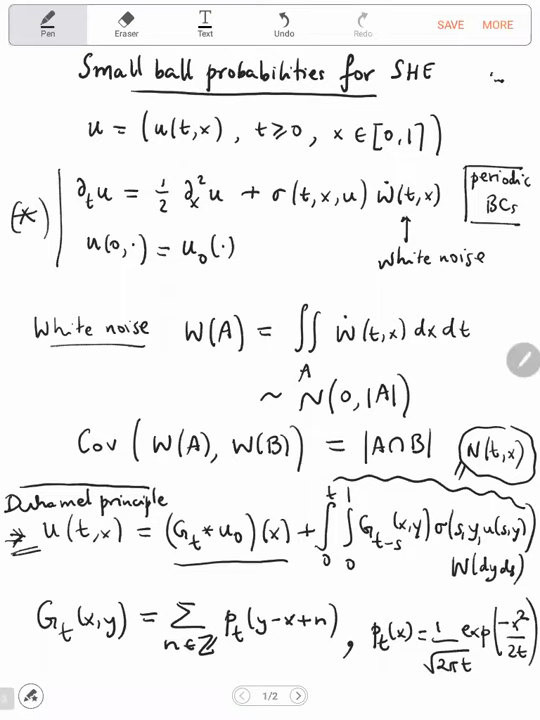 Pen Eraser Text Undo Redo SAVE MORE
Small ball probabilities for SHE
u = (u(t,x), t ≥ 0, x ∈ [0,1])
(*) ∂_t u = 1/2 ∂_x^2 u + σ(t,x,u) Ẇ(t,x)
periodic BCs
u(0,·) = u_0(·)
↑ white noise
White noise W(A) = ∬_A Ẇ(t,x) dx dt
~ N(0,|A|)
Cov(W(A), W(B)) = |A∩B|
N(t,x)
Duhamel principle
⇒ u(t,x) = (G_t * u_0)(x) + ∫_0^t ∫_0^1 G_{t-s}(x,y) σ(s,y,u(s,y)) W(dyds)
G_t(x,y) = Σ_{n∈ℤ} p_t(y-x+n), p_t(x) = 1/√(2πt) exp(-x²/2t)
1/2